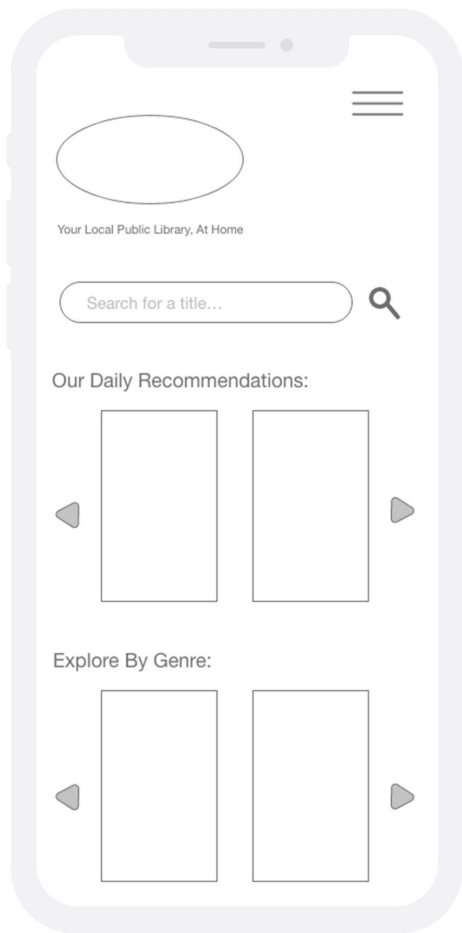 Your Local Public Library, At Home
Search for a title...
Our Daily Recommendations:
Explore By Genre: